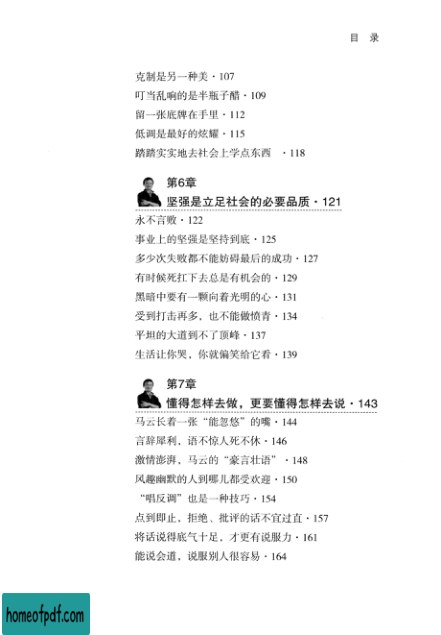 目 录
克制是另一种美·107
叮当乱响的是半瓶子醋·109
留一张底牌在手里·112
低调是最好的炫耀·115
踏踏实实地去社会上学点东西 ·118
第6章
坚强是立足社会的必要品质·121
永不言败·122
事业上的坚强是坚持到底·125
多少次失败都不能妨碍最后的成功·127
有时候死扛下去总是有机会的·129
黑暗中要有一颗向着光明的心·131
受到打击再多，也不能做愤青·134
平坦的大道到不了顶峰·137
生活让你哭，你就偏笑给它看·139
第7章
懂得怎样去做，更要懂得怎样去说·143
马云长着一张“能忽悠”的嘴·144
言辞犀利，语不惊人死不休·146
激情澎湃，马云的“豪言壮语”·148
风趣幽默的人到哪儿都受欢迎·150
“唱反调”也是一种技巧·154
点到即止，拒绝、批评的话不宜过直·157
将话说得底气十足，才更有说服力·161
能说会道，说服别人很容易·164
homeofpdf.com